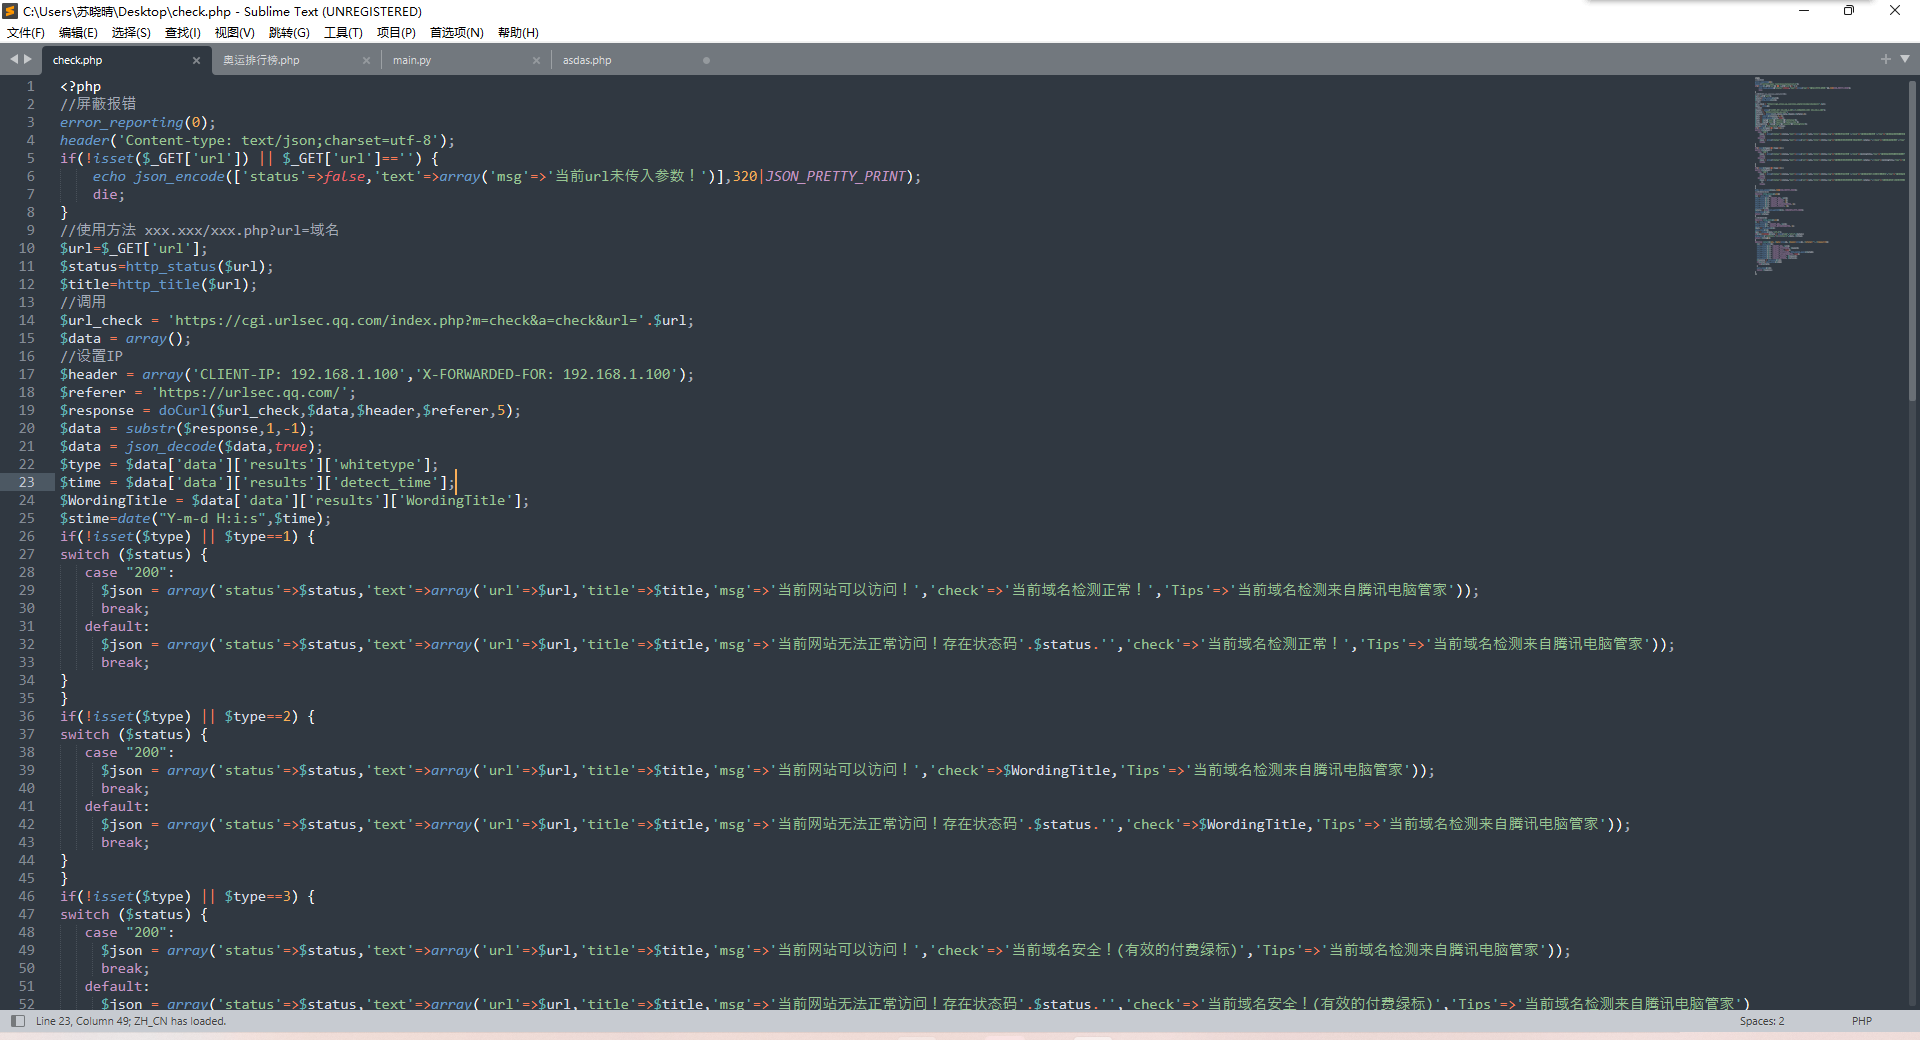 C:\Users\苏晓晴\Desktop\check.php - Sublime Text (UNREGISTERED)
文件(F) 编辑(E) 选择(S) 查找(I) 视图(V) 跳转(G) 工具(T) 项目(P) 首选项(N) 帮助(H)
check.php 奥运排行榜.php main.py asdas.php
1 <?php
2 //屏蔽报错
3 error_reporting(0);
4 header('Content-type: text/json;charset=utf-8');
5 if(!isset($_GET['url']) || $_GET['url']=='') {
6 echo json_encode(['status'=>false,'text'=>array('msg'=>'当前url未传入参数！')],320|JSON_PRETTY_PRINT);
7 die;
8 }
9 //使用方法 xxx.xxx/xxx.php?url=域名
10 $url=$_GET['url'];
11 $status=http_status($url);
12 $title=http_title($url);
13 //调用
14 $url_check = 'https://cgi.urlsec.qq.com/index.php?m=check&a=check&url='.$url;
15 $data = array();
16 //设置IP
17 $header = array('CLIENT-IP: 192.168.1.100','X-FORWARDED-FOR: 192.168.1.100');
18 $referer = 'https://urlsec.qq.com/';
19 $response = doCurl($url_check,$data,$header,$referer,5);
20 $data = substr($response,1,-1);
21 $data = json_decode($data,true);
22 $type = $data['data']['results']['whitetype'];
23 $time = $data['data']['results']['detect_time'];
24 $WordingTitle = $data['data']['results']['WordingTitle'];
25 $stime=date("Y-m-d H:i:s",$time);
26 if(!isset($type) || $type==1) {
27 switch ($status) {
28 case "200":
29 $json = array('status'=>$status,'text'=>array('url'=>$url,'title'=>$title,'msg'=>'当前网站可以访问！','check'=>'当前域名检测正常！','Tips'=>'当前域名检测来自腾讯电脑管家'));
30 break;
31 default:
32 $json = array('status'=>$status,'text'=>array('url'=>$url,'title'=>$title,'msg'=>'当前网站无法正常访问！存在状态码'.$status.'','check'=>'当前域名检测正常！','Tips'=>'当前域名检测来自腾讯电脑管家'));
33 break;
34 }
35 }
36 if(!isset($type) || $type==2) {
37 switch ($status) {
38 case "200":
39 $json = array('status'=>$status,'text'=>array('url'=>$url,'title'=>$title,'msg'=>'当前网站可以访问！','check'=>$WordingTitle,'Tips'=>'当前域名检测来自腾讯电脑管家'));
40 break;
41 default:
42 $json = array('status'=>$status,'text'=>array('url'=>$url,'title'=>$title,'msg'=>'当前网站无法正常访问！存在状态码'.$status.'','check'=>$WordingTitle,'Tips'=>'当前域名检测来自腾讯电脑管家'));
43 break;
44 }
45 }
46 if(!isset($type) || $type==3) {
47 switch ($status) {
48 case "200":
49 $json = array('status'=>$status,'text'=>array('url'=>$url,'title'=>$title,'msg'=>'当前网站可以访问！','check'=>'当前域名安全！(有效的付费绿标)','Tips'=>'当前域名检测来自腾讯电脑管家'));
50 break;
51 default:
52 $json = array('status'=>$status,'text'=>array('url'=>$url,'title'=>$title,'msg'=>'当前网站无法正常访问！存在状态码'.$status.'','check'=>'当前域名安全！(有效的付费绿标)','Tips'=>'当前域名检测来自腾讯电脑管家')
Line 23, Column 49; ZH_CN has loaded. Spaces: 2 PHP